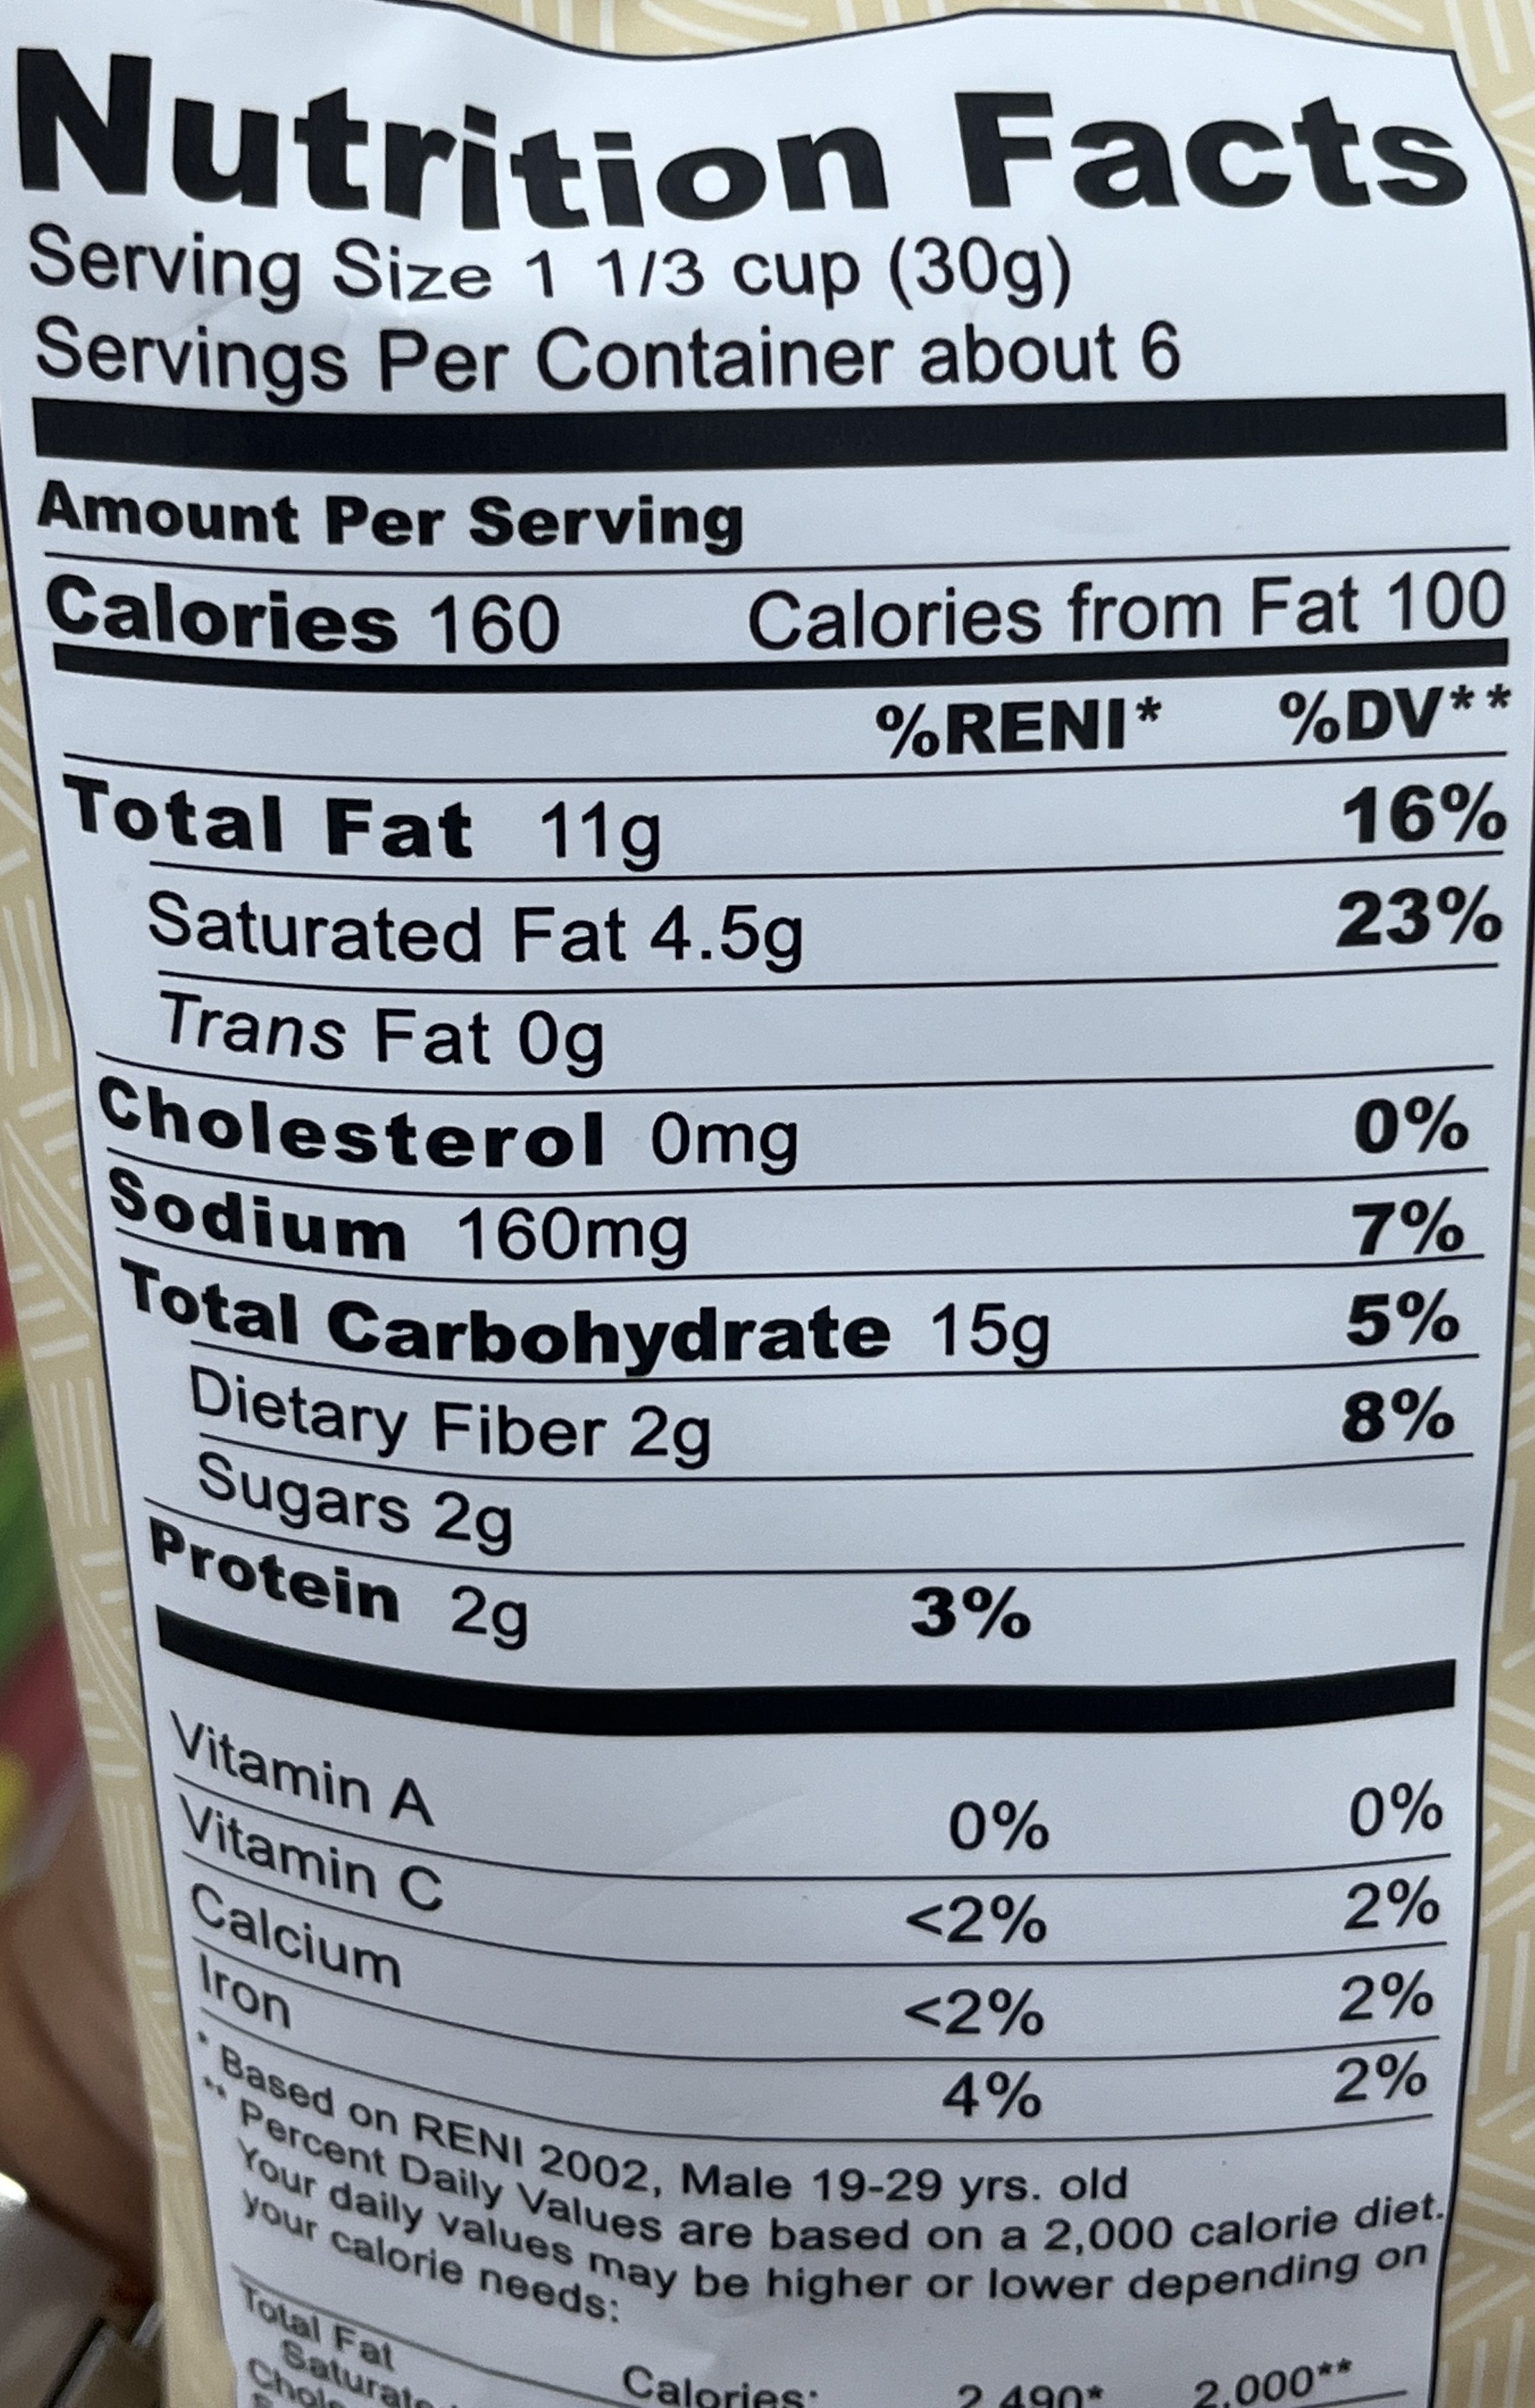 Nutrition Facts
Serving Size 1 1/3 cup (30g)
Servings Per Container about 6
Amount Per Serving
Calories 160 Calories from Fat 100
%RENI* %DV**
Total Fat 11g 16%
Saturated Fat 4.5g 23%
Trans Fat 0g
Cholesterol 0mg 0%
Sodium 160mg 7%
Total Carbohydrate 15g 5%
Dietary Fiber 2g 8%
Sugars 2g
Protein 2g 3%
Vitamin A 0% 0%
Vitamin C <2% 2%
Calcium <2% 2%
Iron 4% 2%
* Based on RENI 2002, Male 19-29 yrs. old
** Percent Daily Values are based on a 2,000 calorie diet.
Your daily values may be higher or lower depending on
your calorie needs:
Calories: 2,490* 2,000**
Total Fat